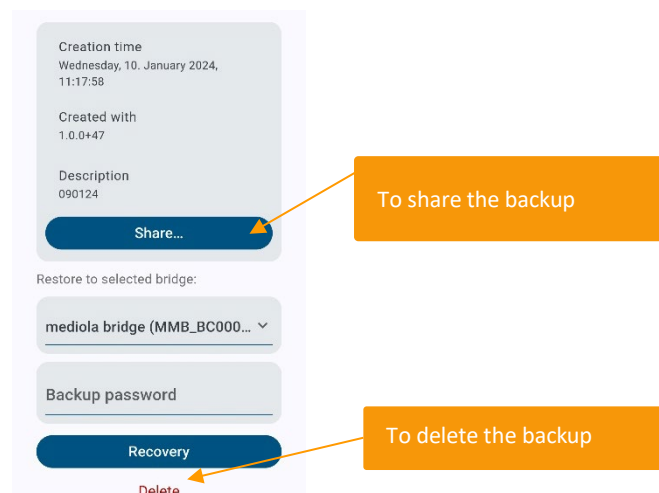 Creation time
Wednesday, 10. January 2024,
11:17:58
Created with
1.0.0+47
Description
090124
Share...
To share the backup
Restore to selected bridge:
mediola bridge (MMB_BC000...
Backup password
Recovery
To delete the backup
Delete